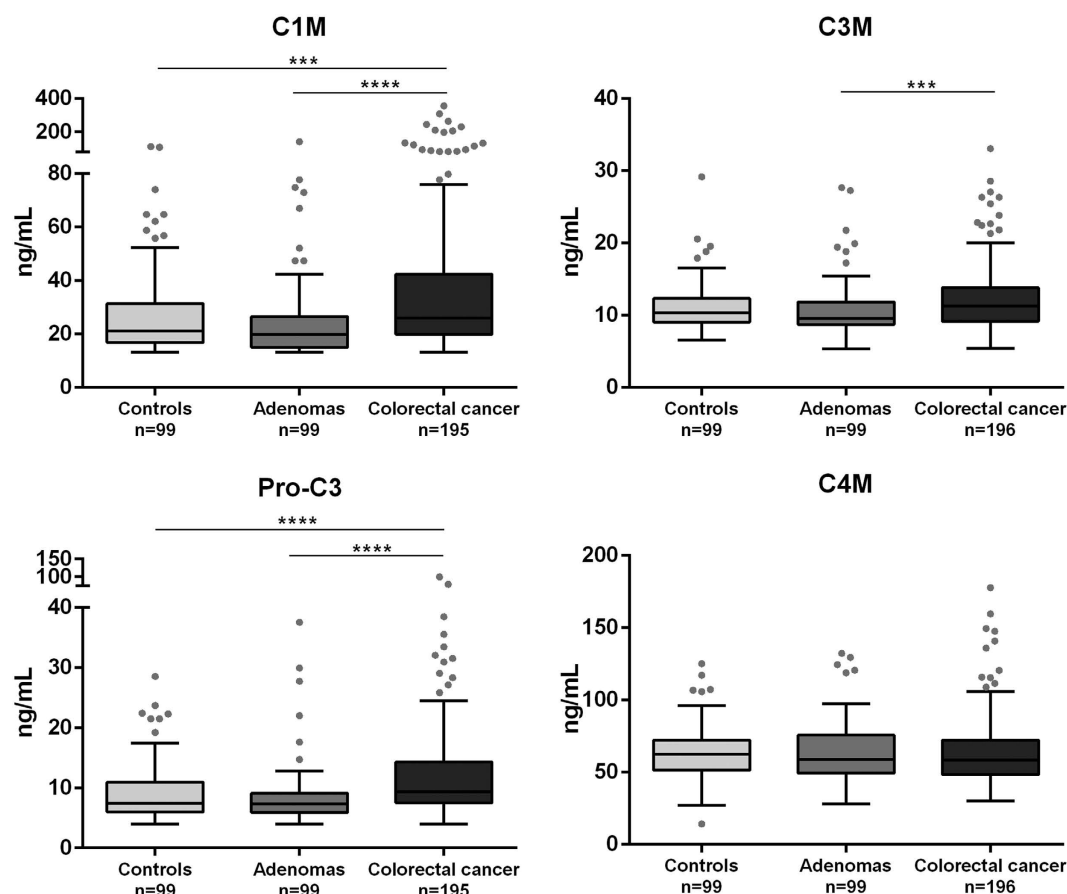 C1M
***
****
400
200
80
60
40
20
0
ng/mL
Controls
n=99
Adenomas
n=99
Colorectal cancer
n=195
C3M
***
40
30
20
10
0
ng/mL
Controls
n=99
Adenomas
n=99
Colorectal cancer
n=196
Pro-C3
****
****
150
100
40
30
20
10
0
ng/mL
Controls
n=99
Adenomas
n=99
Colorectal cancer
n=195
C4M
200
150
100
50
0
ng/mL
Controls
n=99
Adenomas
n=99
Colorectal cancer
n=196